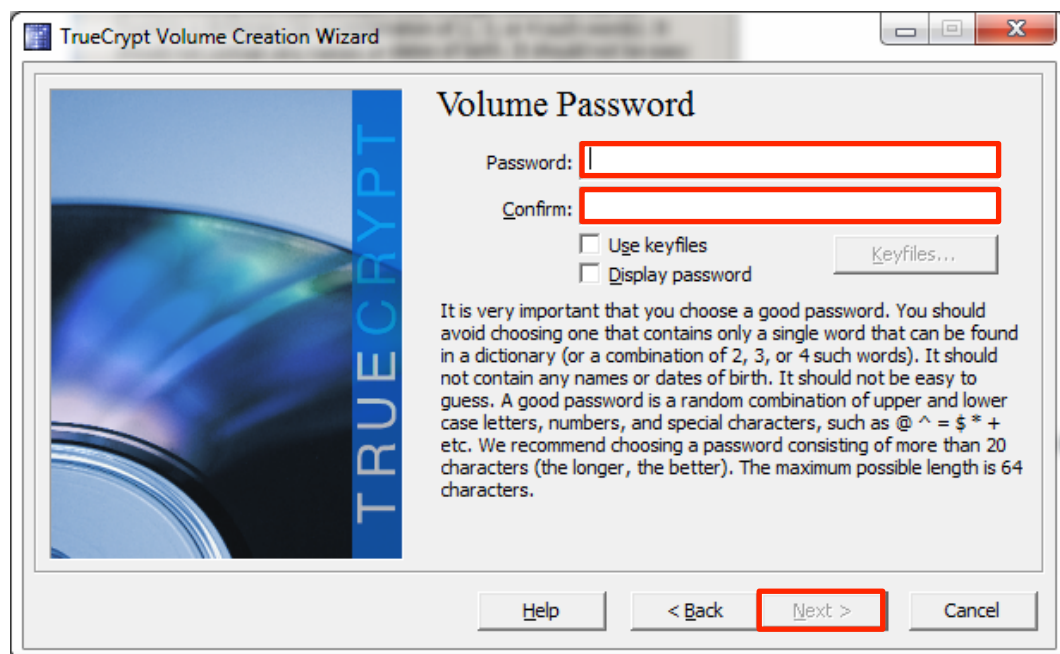 TrueCrypt Volume Creation Wizard
TRUECRYPT
Volume Password
Password:
Confirm:
Use keyfiles
Keyfiles...
Display password
It is very important that you choose a good password. You should
avoid choosing one that contains only a single word that can be found
in a dictionary (or a combination of 2, 3, or 4 such words). It should
not contain any names or dates of birth. It should not be easy to
guess. A good password is a random combination of upper and lower
case letters, numbers, and special characters, such as @ ^ = $ * +
etc. We recommend choosing a password consisting of more than 20
characters (the longer, the better). The maximum possible length is 64
characters.
Help
< Back
Next >
Cancel